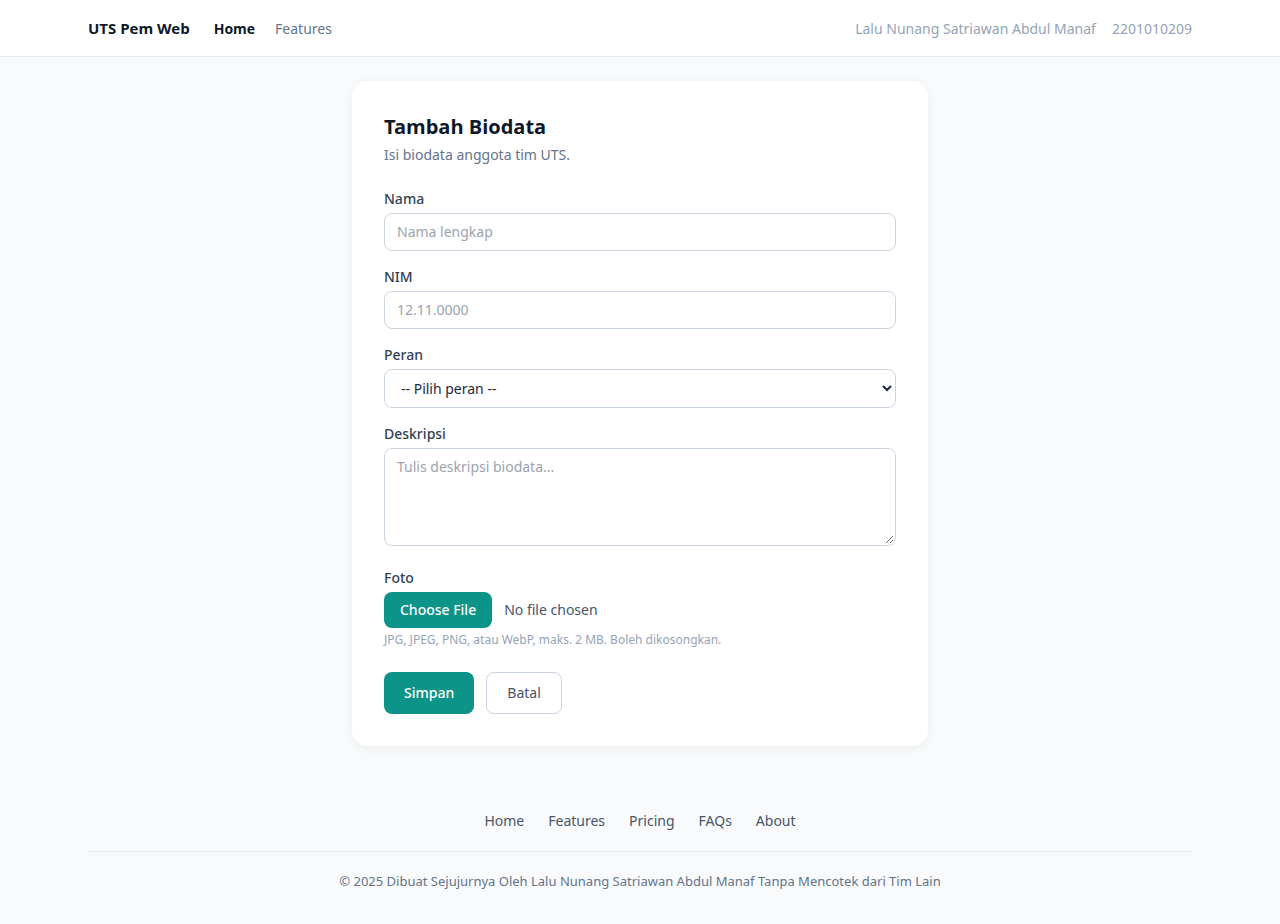 UTS Pem Web Home Features Lalu Nunang Satriawan Abdul Manaf 2201010209
Tambah Biodata
Isi biodata anggota tim UTS.
Nama
Nama lengkap
NIM
12.11.0000
Peran
-- Pilih peran --
Deskripsi
Tulis deskripsi biodata...
Foto
Choose File No file chosen
JPG, JPEG, PNG, atau WebP, maks. 2 MB. Boleh dikosongkan.
Simpan Batal
Home Features Pricing FAQs About
© 2025 Dibuat Sejujurnya Oleh Lalu Nunang Satriawan Abdul Manaf Tanpa Mencotek dari Tim Lain